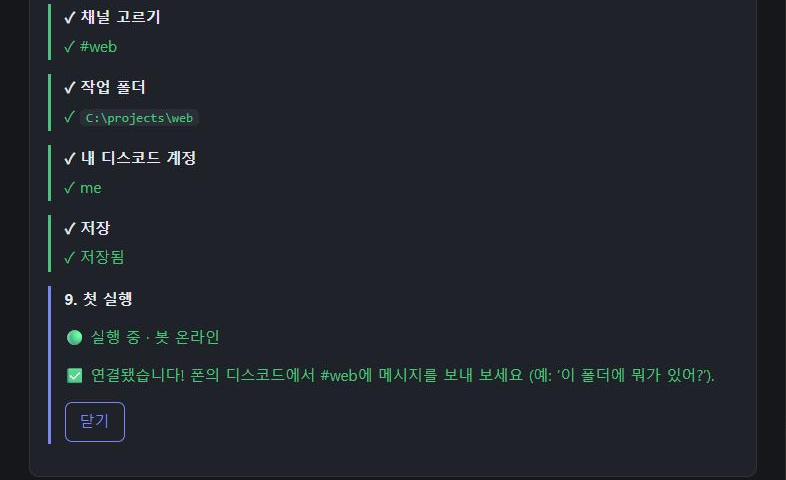 ✓ 채널 고르기
✓ #web
✓ 작업 폴더
✓ C:\projects\web
✓ 내 디스코드 계정
✓ me
✓ 저장
✓ 저장됨
9. 첫 실행
실행 중 · 봇 온라인
✅ 연결됐습니다! 폰의 디스코드에서 #web에 메시지를 보내 보세요 (예: '이 폴더에 뭐가 있어?').
닫기